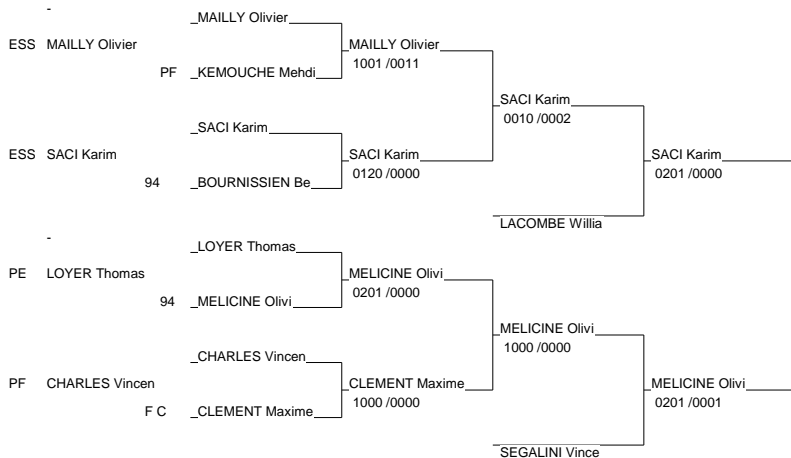 -
_MAILLY Olivier
ESS MAILLY Olivier
MAILLY Olivier
1001 /0011
PF _KEMOUCHE Mehdi
SACI Karim
0010 /0002
_SACI Karim
ESS SACI Karim
SACI Karim
0120 /0000
SACI Karim
0201 /0000
94 _BOURNISSIEN Be
LACOMBE Willia
-
_LOYER Thomas
PE LOYER Thomas
MELICINE Olivi
0201 /0000
94 _MELICINE Olivi
MELICINE Olivi
1000 /0000
_CHARLES Vincen
PF CHARLES Vincen
CLEMENT Maxime
1000 /0000
MELICINE Olivi
0201 /0001
F C _CLEMENT Maxime
SEGALINI Vince